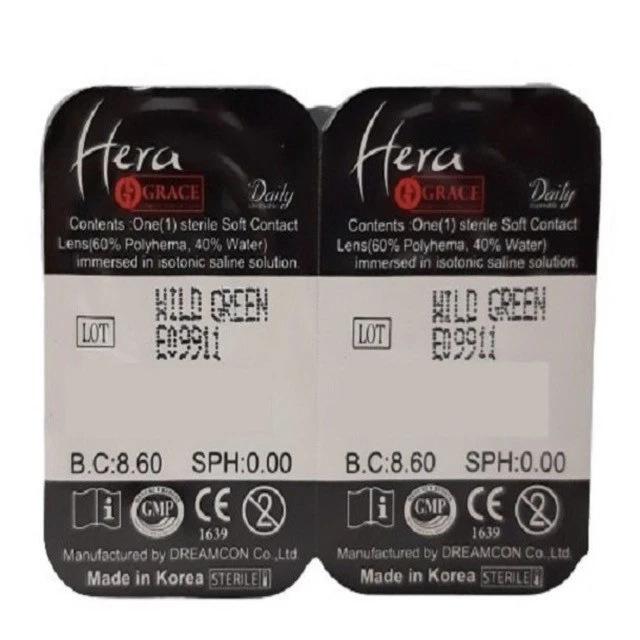 Hera
GRACE
Daily
Contents :One(1) sterile Soft Contact
Lens(60% Polyhema, 40% Water)
immersed in isotonic saline solution.
WILD GREEN
LOT
E09911
B.C:8.60 SPH:0.00
i
GMP
CE
2
1639
Manufactured by DREAMCON Co.,Ltd
Made in Korea STERILE
Hera
GRACE
Daily
Contents :One(1) sterile Soft Contact
Lens(60% Polyhema, 40% Water)
immersed in isotonic saline solution.
WILD GREEN
LOT
E09911
B.C:8.60 SPH:0.00
i
GMP
CE
2
1639
Manufactured by DREAMCON Co.,Ltd
Made in Korea STERILE